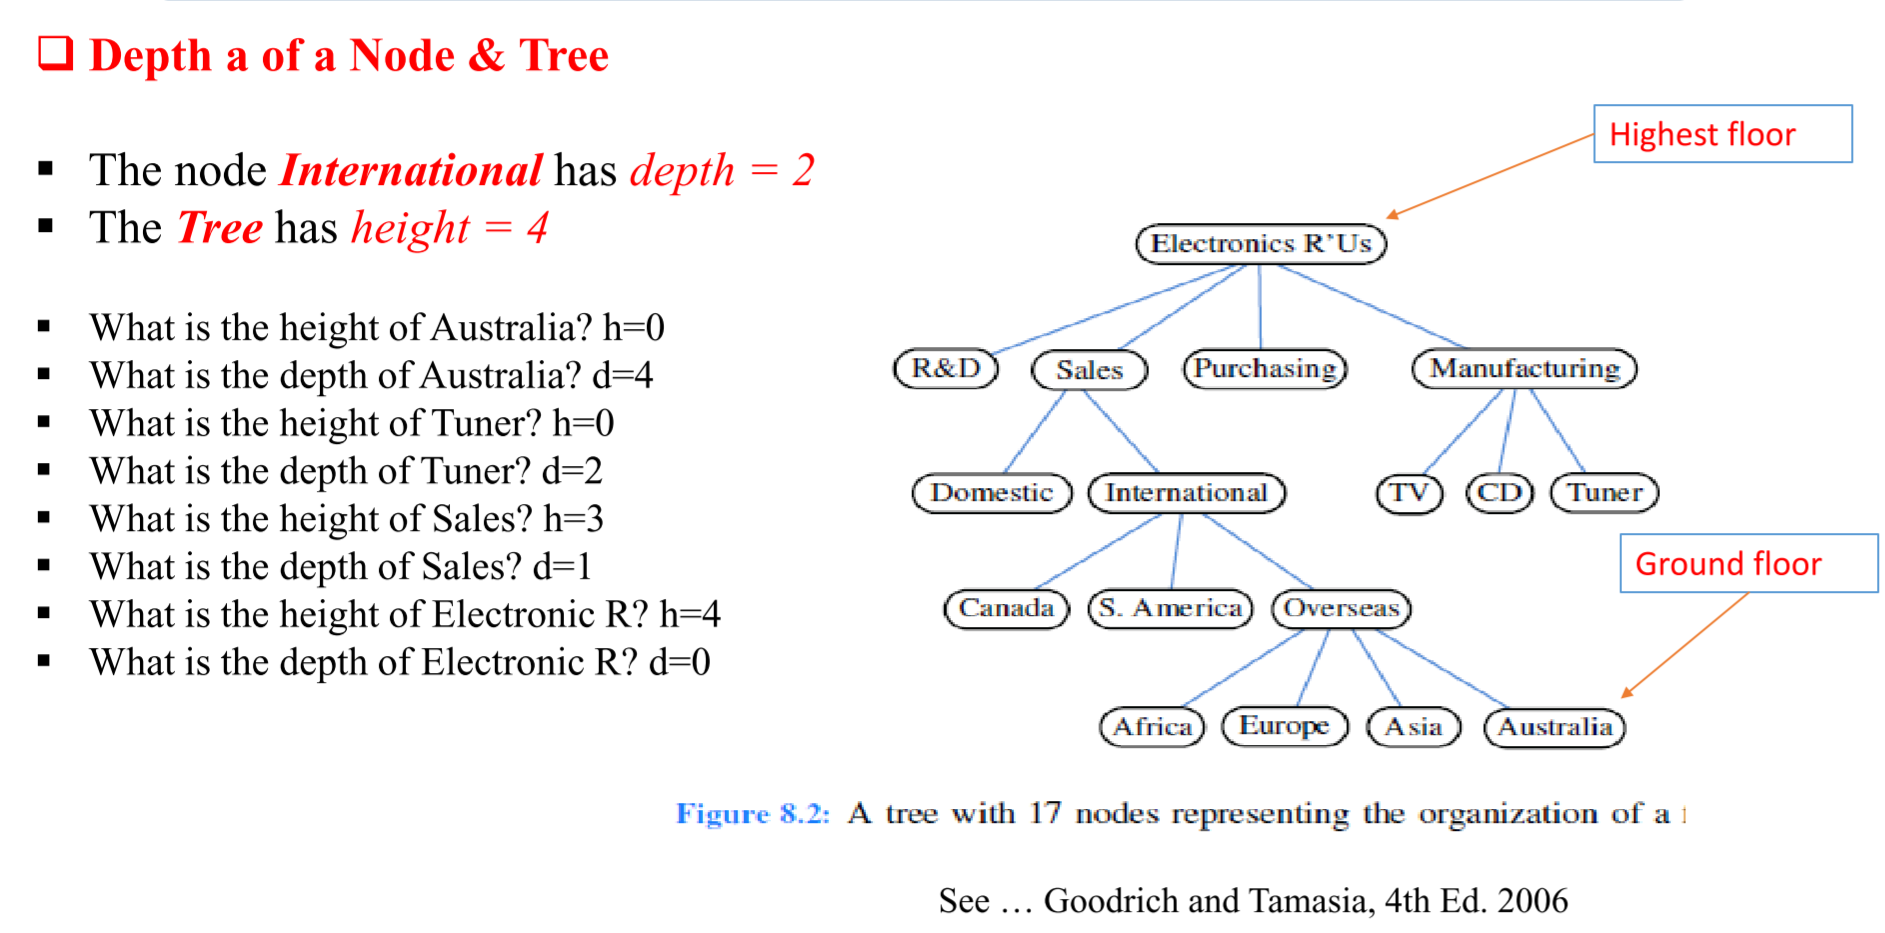 Depth a of a Node & Tree
The node International has depth = 2
The Tree has height = 4
What is the height of Australia? h=0
What is the depth of Australia? d=4
What is the height of Tuner? h=0
What is the depth of Tuner? d=2
What is the height of Sales? h=3
What is the depth of Sales? d=1
What is the height of Electronic R? h=4
What is the depth of Electronic R? d=0
Highest floor
Electronics R'Us
R&D Sales Purchasing Manufacturing
Domestic International TV CD Tuner
Ground floor
Canada S. America Overseas
Africa Europe Asia Australia
Figure 8.2: A tree with 17 nodes representing the organization of a
See … Goodrich and Tamasia, 4th Ed. 2006